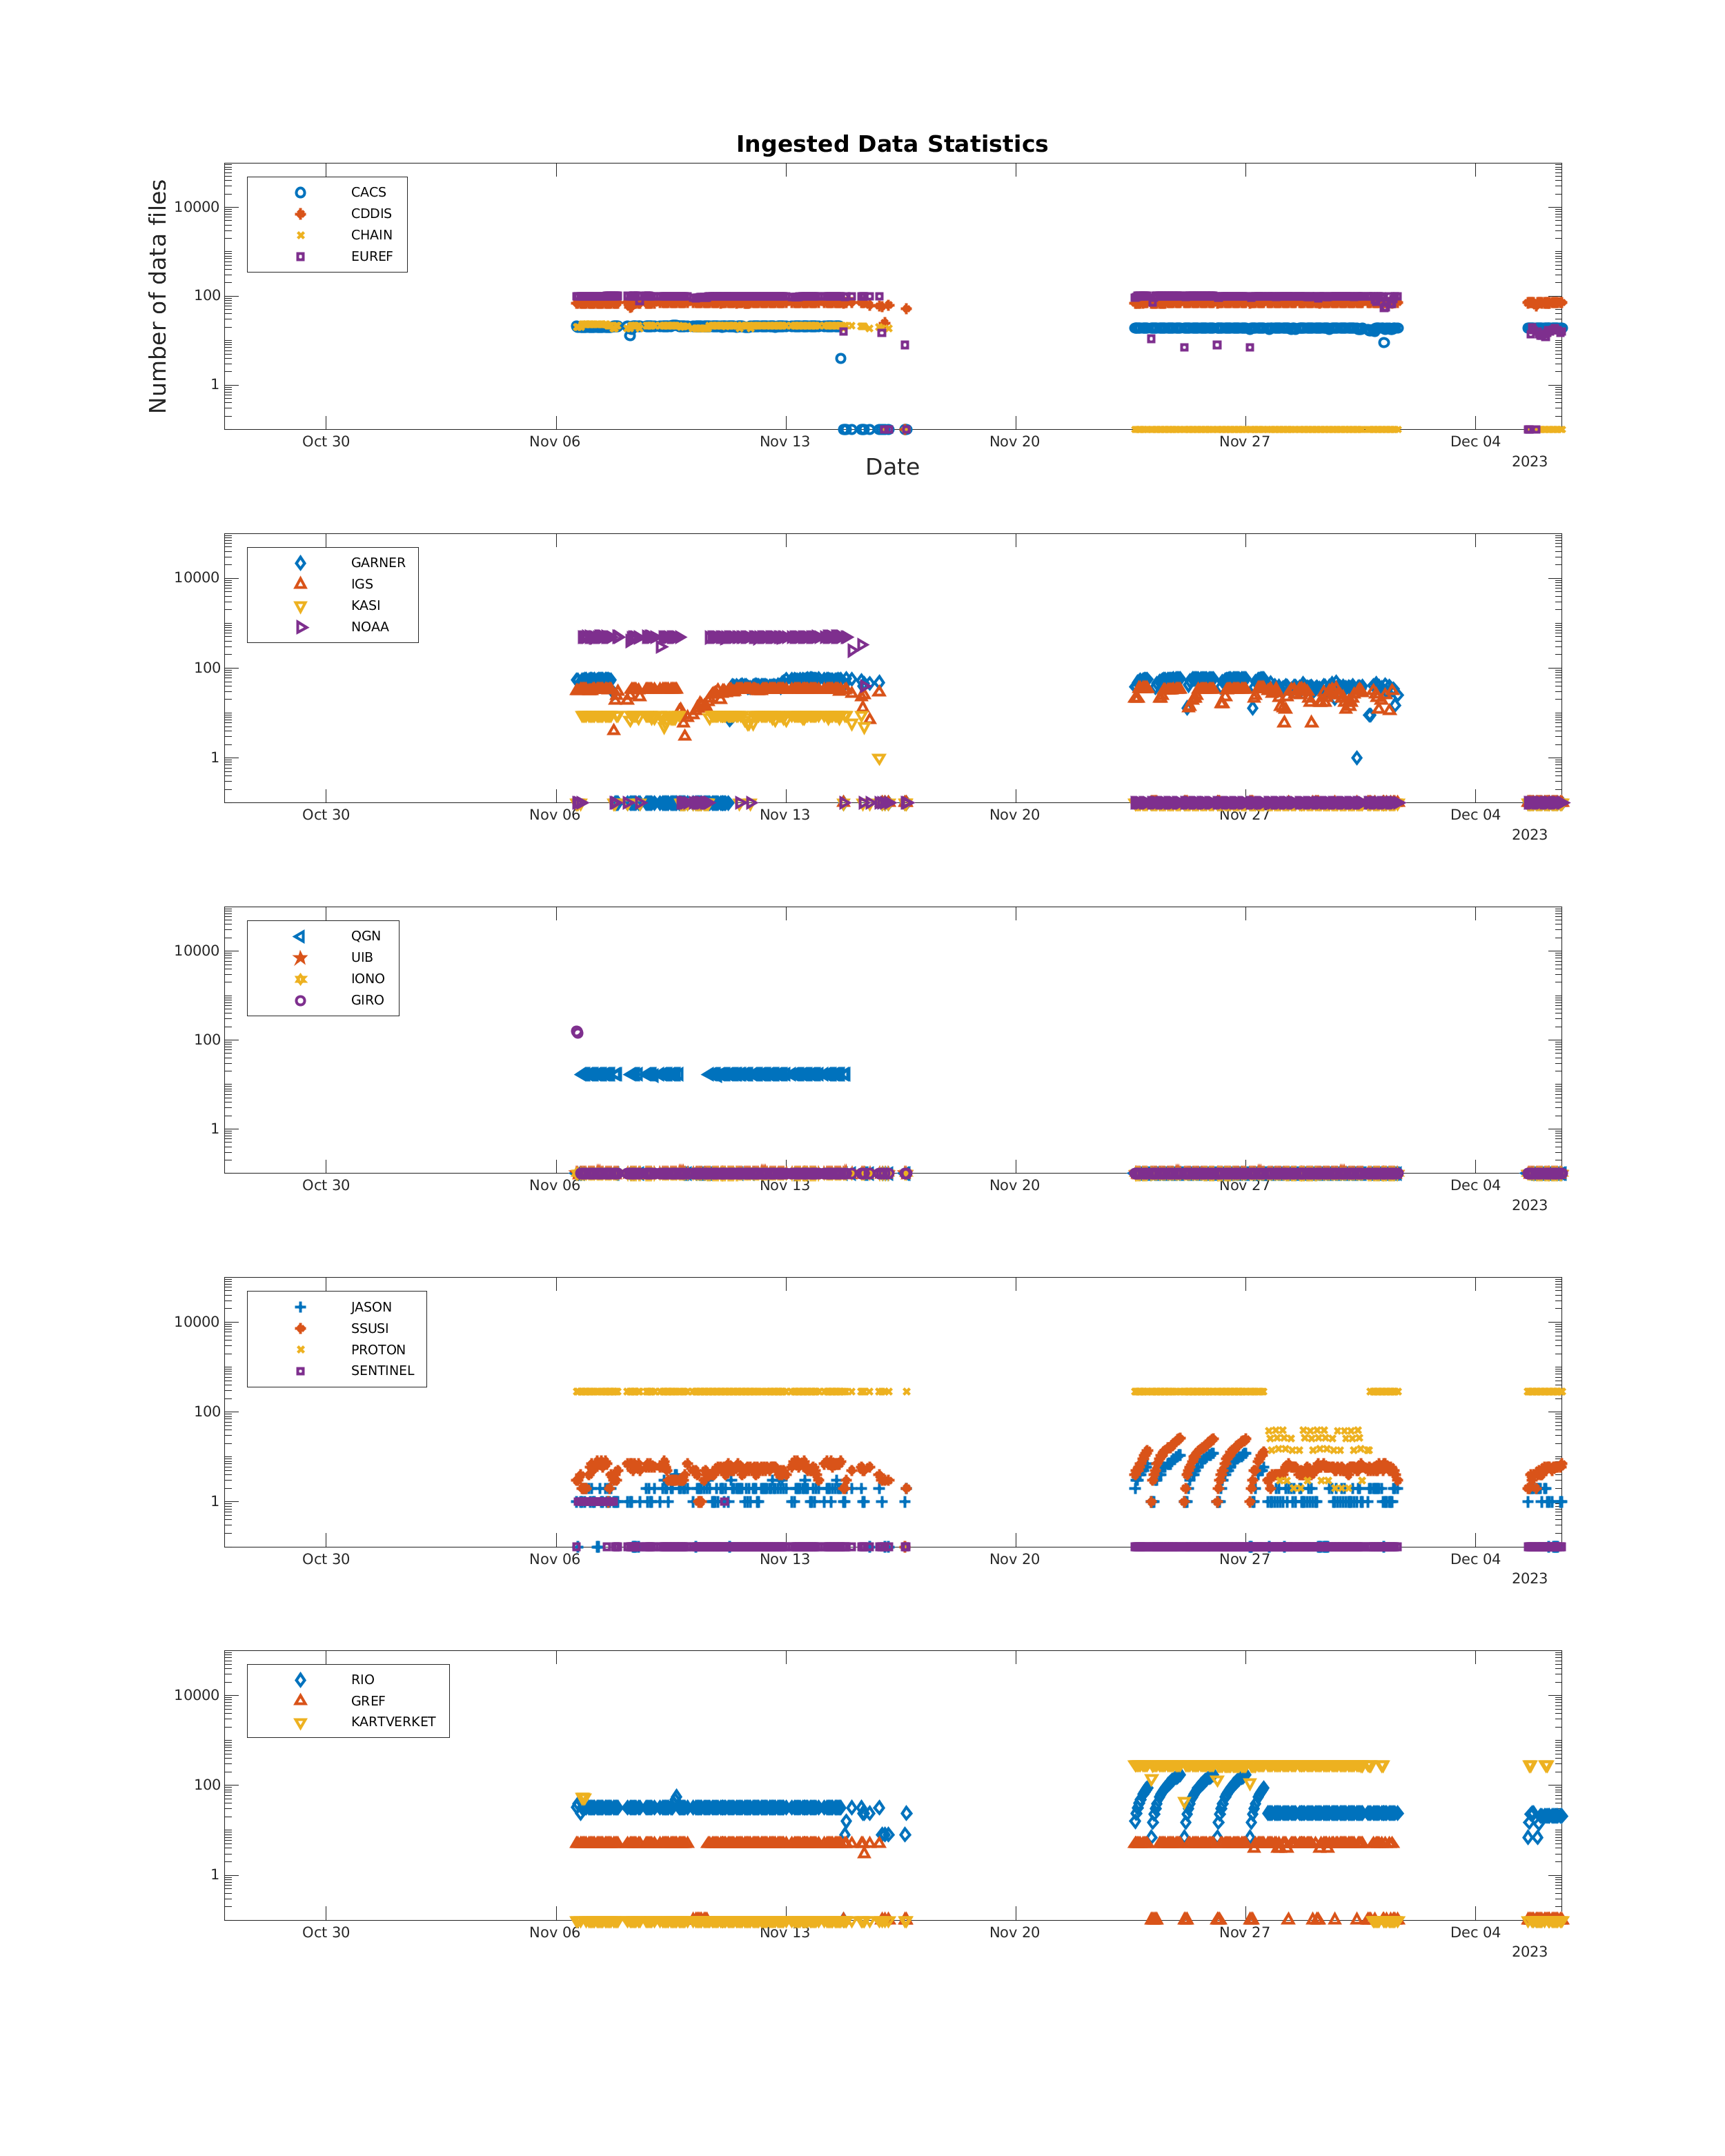 Ingested Data Statistics
Number of data files
10000
100
1
CACS
CDDIS
CHAIN
EUREF
Oct 30 Nov 06 Nov 13 Nov 20 Nov 27 Dec 04
2023
Date
10000
100
1
GARNER
IGS
KASI
NOAA
Oct 30 Nov 06 Nov 13 Nov 20 Nov 27 Dec 04
2023
10000
100
1
QGN
UIB
IONO
GIRO
Oct 30 Nov 06 Nov 13 Nov 20 Nov 27 Dec 04
2023
10000
100
1
JASON
SSUSI
PROTON
SENTINEL
Oct 30 Nov 06 Nov 13 Nov 20 Nov 27 Dec 04
2023
10000
100
1
RIO
GREF
KARTVERKET
Oct 30 Nov 06 Nov 13 Nov 20 Nov 27 Dec 04
2023